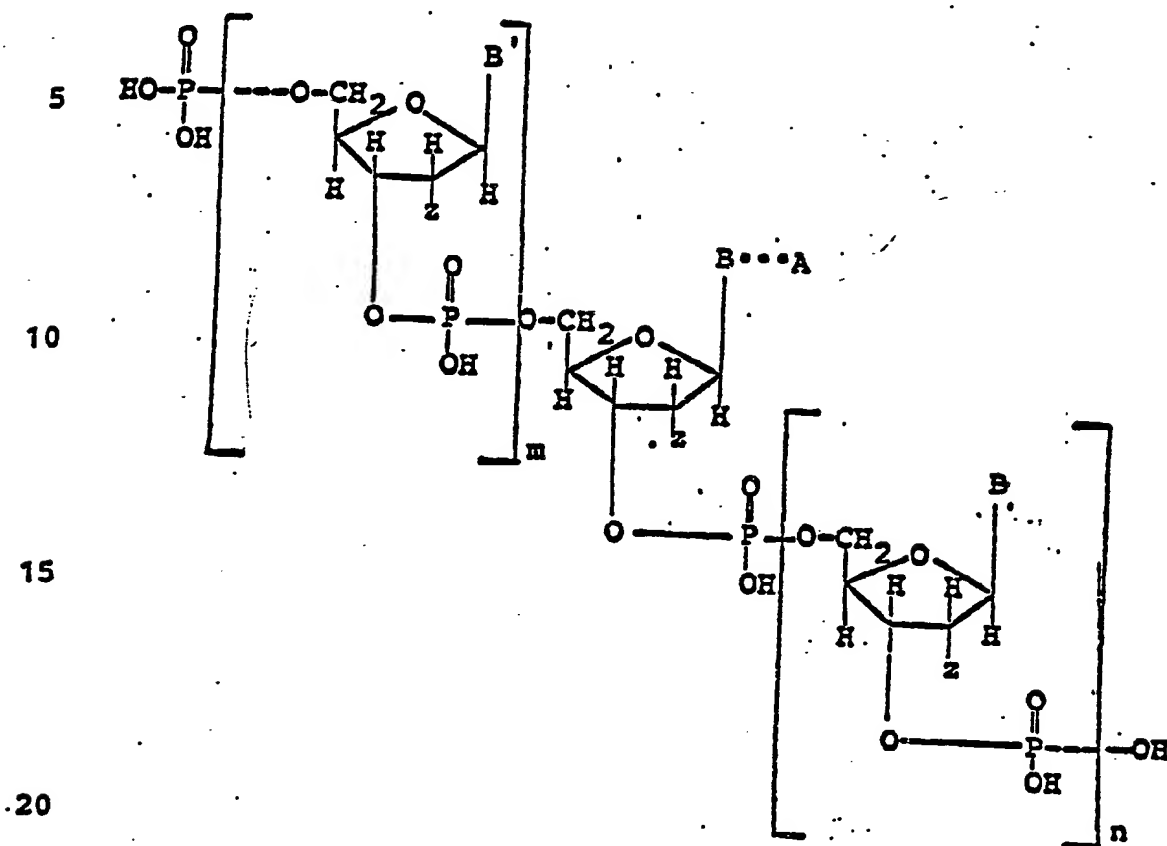 O B'
5 HO-P----O-CH2 O
OH H H
H H
z
O B•••A
10 O-P-O-CH2 O
OH H H
H H
z
m
O B'
O-P-O-CH2 O
15 OH H H
H H
z
O
O-P-OH
OH
20
n